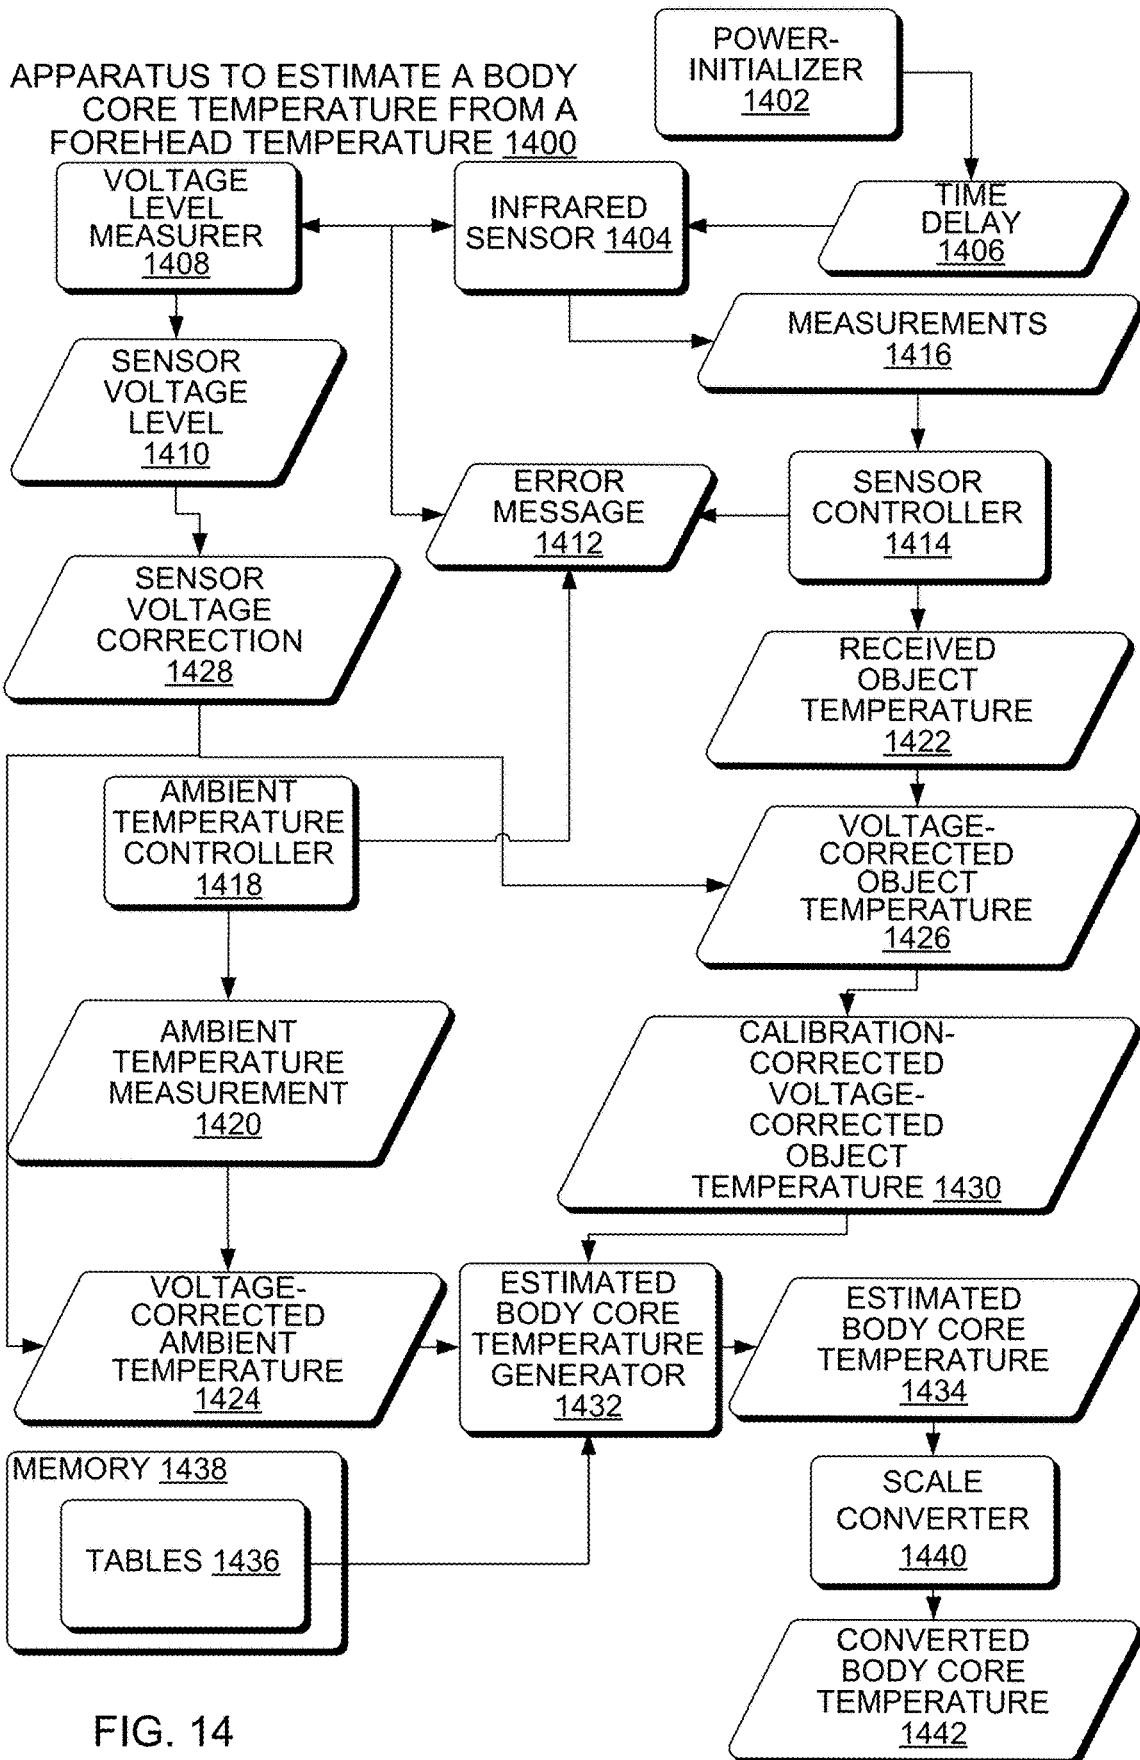 POWER-
INITIALIZER
1402
APPARATUS TO ESTIMATE A BODY
CORE TEMPERATURE FROM A
FOREHEAD TEMPERATURE 1400
VOLTAGE
LEVEL
MEASURER
1408
INFRARED
SENSOR 1404
TIME
DELAY
1406
MEASUREMENTS
1416
SENSOR
VOLTAGE
LEVEL
1410
ERROR
MESSAGE
1412
SENSOR
CONTROLLER
1414
SENSOR
VOLTAGE
CORRECTION
1428
RECEIVED
OBJECT
TEMPERATURE
1422
AMBIENT
TEMPERATURE
CONTROLLER
1418
VOLTAGE-
CORRECTED
OBJECT
TEMPERATURE
1426
AMBIENT
TEMPERATURE
MEASUREMENT
1420
CALIBRATION-
CORRECTED
VOLTAGE-
CORRECTED
OBJECT
TEMPERATURE 1430
VOLTAGE-
CORRECTED
AMBIENT
TEMPERATURE
1424
ESTIMATED
BODY CORE
TEMPERATURE
GENERATOR
1432
ESTIMATED
BODY CORE
TEMPERATURE
1434
MEMORY 1438
TABLES 1436
SCALE
CONVERTER
1440
CONVERTED
BODY CORE
TEMPERATURE
1442
FIG. 14